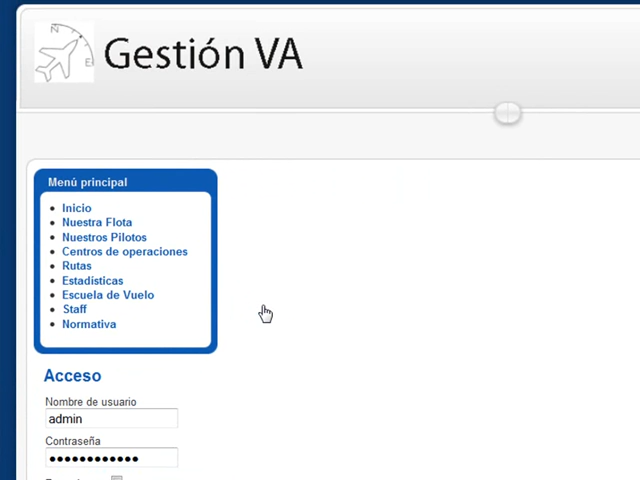 N
E
Gestión VA
Menú principal
Inicio
Nuestra Flota
Nuestros Pilotos
Centros de operaciones
Rutas
Estadísticas
Escuela de Vuelo
Staff
Normativa
Acceso
Nombre de usuario
admin
Contraseña
●●●●●●●●●●●●